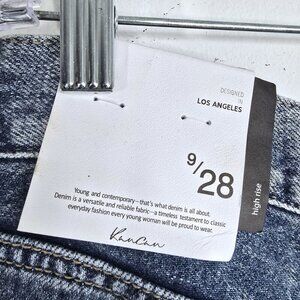 DESIGNED
IN
LOS ANGELES
9/28
high rise
Young and contemporary—that's what denim is all about.
Denim is a versatile and reliable fabric—a timeless testament to classic
everyday fashion every young woman will be proud to wear.
KanCan